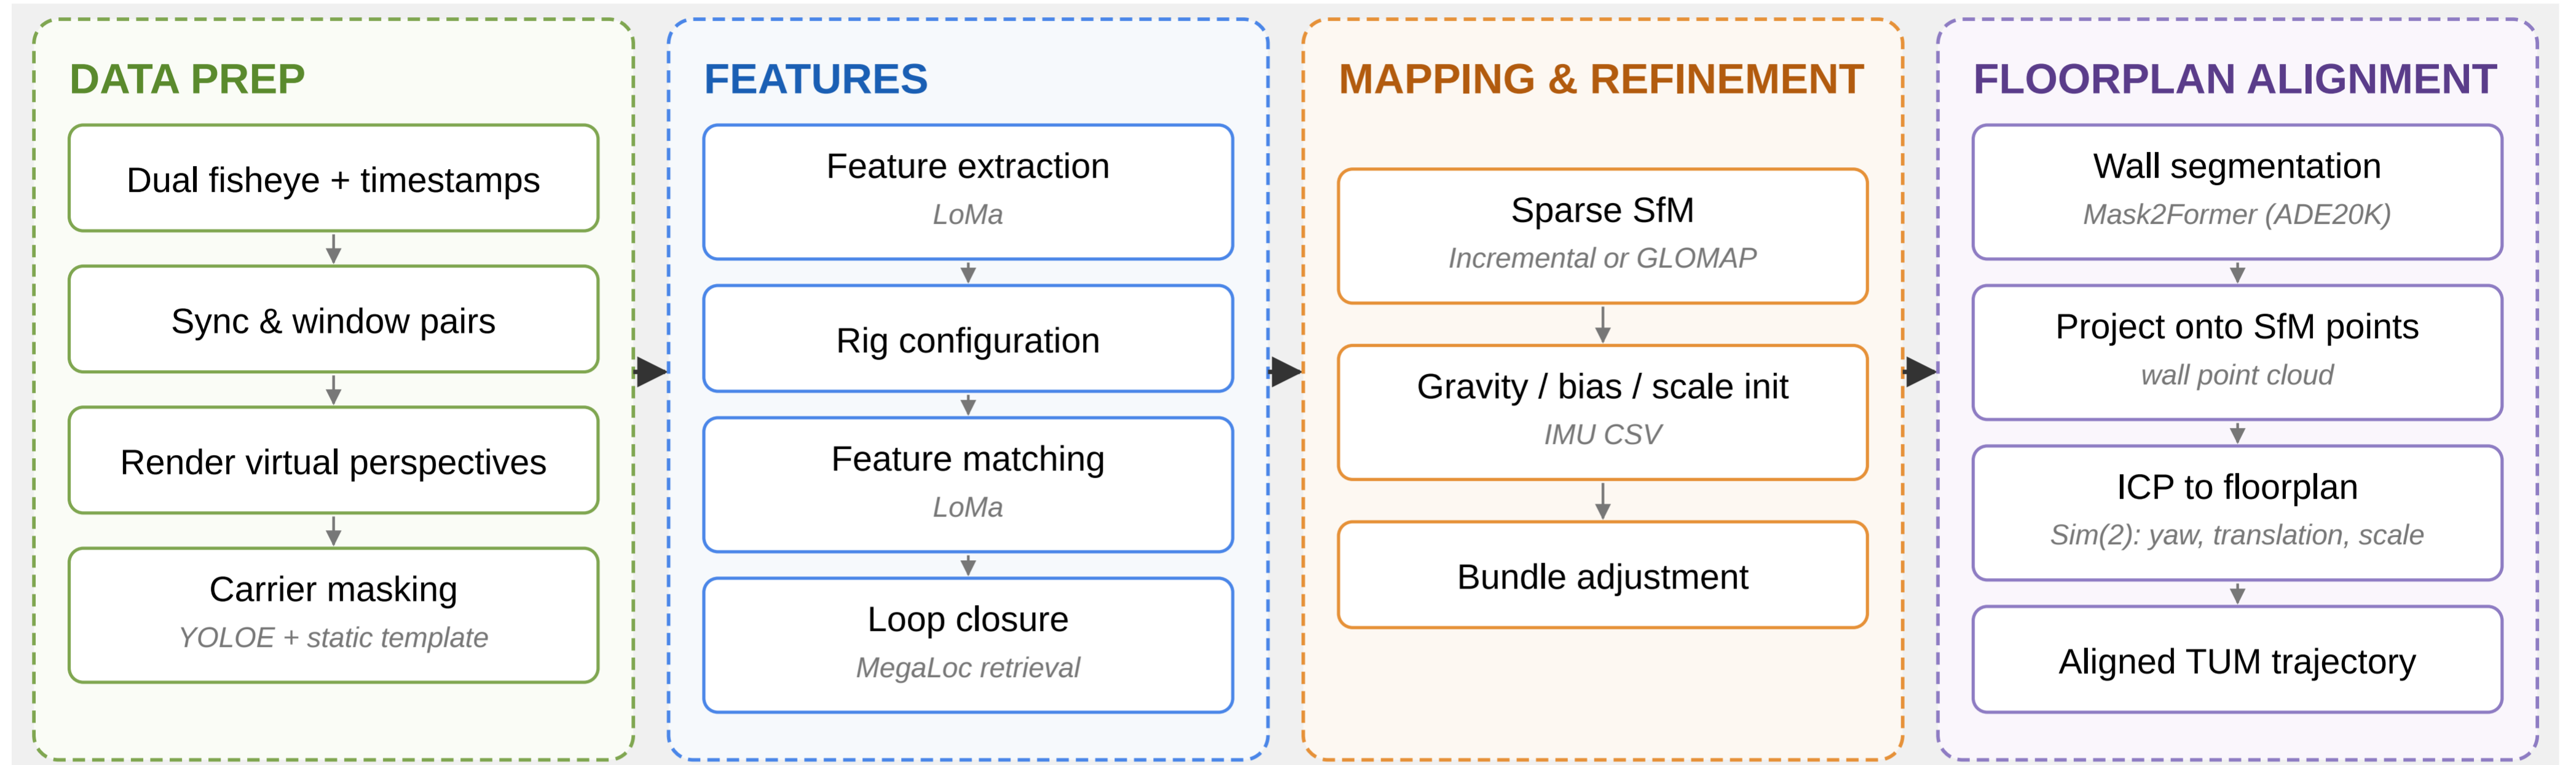 DATA PREP
Dual fisheye + timestamps
Sync & window pairs
Render virtual perspectives
Carrier masking
YOLOE + static template
FEATURES
Feature extraction
LoMa
Rig configuration
Feature matching
LoMa
Loop closure
MegaLoc retrieval
MAPPING & REFINEMENT
Sparse SfM
Incremental or GLOMAP
Gravity / bias / scale init
IMU CSV
Bundle adjustment
FLOORPLAN ALIGNMENT
Wall segmentation
Mask2Former (ADE20K)
Project onto SfM points
wall point cloud
ICP to floorplan
Sim(2): yaw, translation, scale
Aligned TUM trajectory